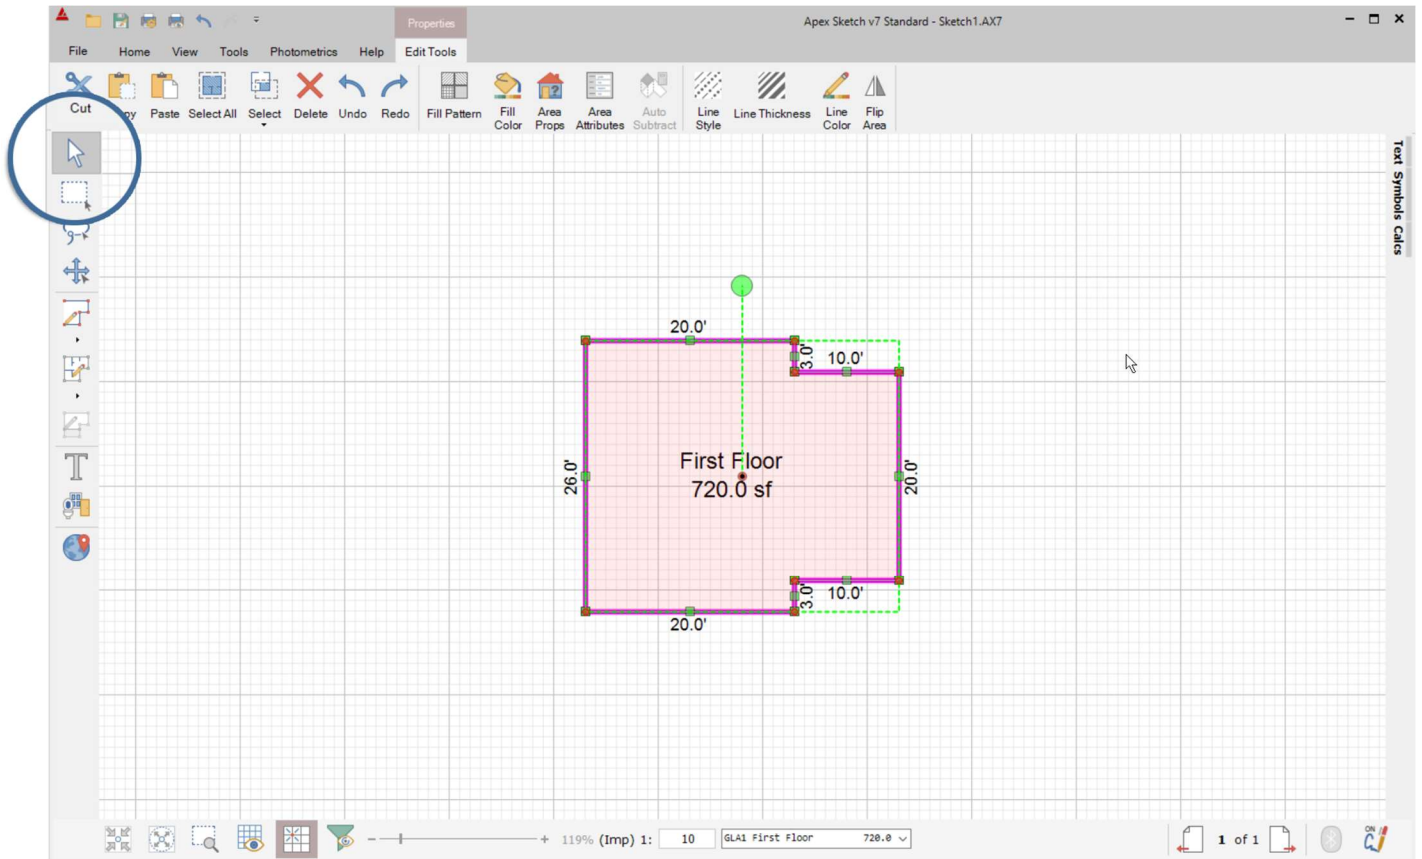 Properties
Apex Sketch v7 Standard - Sketch1.AX7
File Home View Tools Photometrics Help Edit Tools
Cut
Paste Select All Select Delete Undo Redo Fill Pattern
Fill Color
Area Props
Area Attributes
Auto Subtract
Line Style
Line Thickness
Line Color
Flip Area
Text Symbols Calcs
20.0'
3.0'
10.0'
First Floor
720.0 sf
26.0'
20.0'
3.0'
10.0'
20.0'
119% (Imp) 1: 10 GLA1 First Floor 720.0
1 of 1
ON